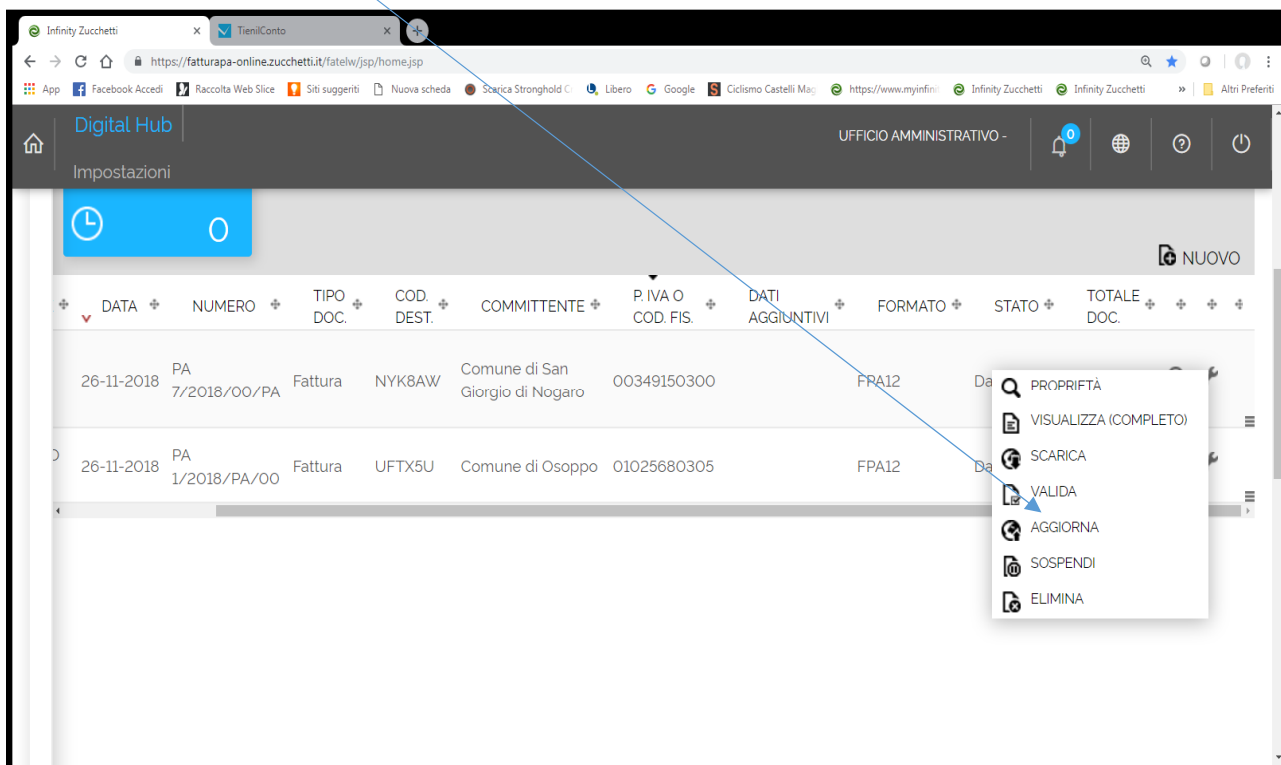 Infinity Zucchetti
TienilConto
https://fatturapa-online.zucchetti.it/fatelw/jsp/home.jsp
App Facebook Accedi Raccolta Web Slice Siti suggeriti Nuova scheda Scarica Stronghold C Libero Google Ciclismo Castelli Mag https://www.myinfini Infinity Zucchetti Infinity Zucchetti » Altri Preferiti
Digital Hub
UFFICIO AMMINISTRATIVO -
0
Impostazioni
0
NUOVO
DATA NUMERO TIPO DOC. COD. DEST. COMMITTENTE P. IVA O COD. FIS. DATI AGGIUNTIVI FORMATO STATO TOTALE DOC.
26-11-2018 PA 7/2018/00/PA Fattura NYK8AW Comune di San Giorgio di Nogaro 00349150300 FPA12 Da
26-11-2018 PA 1/2018/PA/00 Fattura UFTX5U Comune di Osoppo 01025680305 FPA12 Da
PROPRIETÀ
VISUALIZZA (COMPLETO)
SCARICA
VALIDA
AGGIORNA
SOSPENDI
ELIMINA